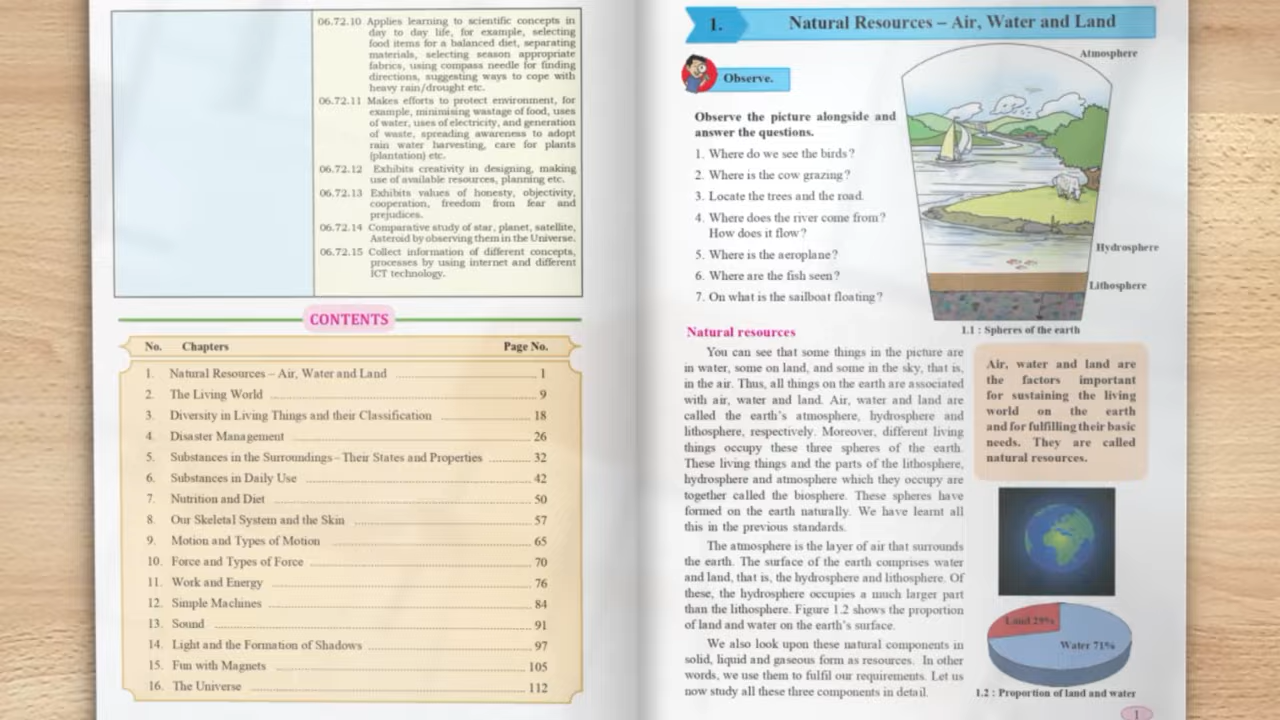 06.72.10 Applies learning to scientific concepts in
day to day life, for example, selecting
food items for a balanced diet, separating
materials, selecting season appropriate
fabrics, using compass needle for finding
directions, suggesting ways to cope with
heavy rain/drought etc.
06.72.11 Makes efforts to protect environment, for
example, minimising wastage of food, uses
of water, uses of electricity, and generation
of waste, spreading awareness to adopt
rain water harvesting, care for plants
(plantation) etc.
06.72.12 Exhibits creativity in designing, making
use of available resources, planning etc.
06.72.13 Exhibits values of honesty, objectivity,
cooperation, freedom from fear and
prejudices.
06.72.14 Comparative study of star, planet, satellite,
Asteroid by observing them in the Universe.
06.72.15 Collect information of different concepts,
processes by using internet and different
ICT technology.
CONTENTS
No. Chapters Page No.
1. Natural Resources – Air, Water and Land 1
2. The Living World 9
3. Diversity in Living Things and their Classification 18
4. Disaster Management 26
5. Substances in the Surroundings – Their States and Properties 32
6. Substances in Daily Use 42
7. Nutrition and Diet 50
8. Our Skeletal System and the Skin 57
9. Motion and Types of Motion 65
10. Force and Types of Force 70
11. Work and Energy 76
12. Simple Machines 84
13. Sound 91
14. Light and the Formation of Shadows 97
15. Fun with Magnets 105
16. The Universe 112
1. Natural Resources – Air, Water and Land
Observe.
Observe the picture alongside and
answer the questions.
1. Where do we see the birds?
2. Where is the cow grazing?
3. Locate the trees and the road.
4. Where does the river come from?
How does it flow?
5. Where is the aeroplane?
6. Where are the fish seen?
7. On what is the sailboat floating?
Atmosphere
Hydrosphere
Lithosphere
1.1 : Spheres of the earth
Natural resources
You can see that some things in the picture are
in water, some on land, and some in the sky, that is,
in the air. Thus, all things on the earth are associated
with air, water and land. Air, water and land are
called the earth's atmosphere, hydrosphere and
lithosphere, respectively. Moreover, different living
things occupy these three spheres of the earth.
These living things and the parts of the lithosphere,
hydrosphere and atmosphere which they occupy are
together called the biosphere. These spheres have
formed on the earth naturally. We have learnt all
this in the previous standards.
The atmosphere is the layer of air that surrounds
the earth. The surface of the earth comprises water
and land, that is, the hydrosphere and lithosphere. Of
these, the hydrosphere occupies a much larger part
than the lithosphere. Figure 1.2 shows the proportion
of land and water on the earth's surface.
We also look upon these natural components in
solid, liquid and gaseous form as resources. In other
words, we use them to fulfil our requirements. Let us
now study all these three components in detail.
Air, water and land are
the factors important
for sustaining the living
world on the earth
and for fulfilling their basic
needs. They are called
natural resources.
Land 29%
Water 71%
1.2 : Proportion of land and water
1